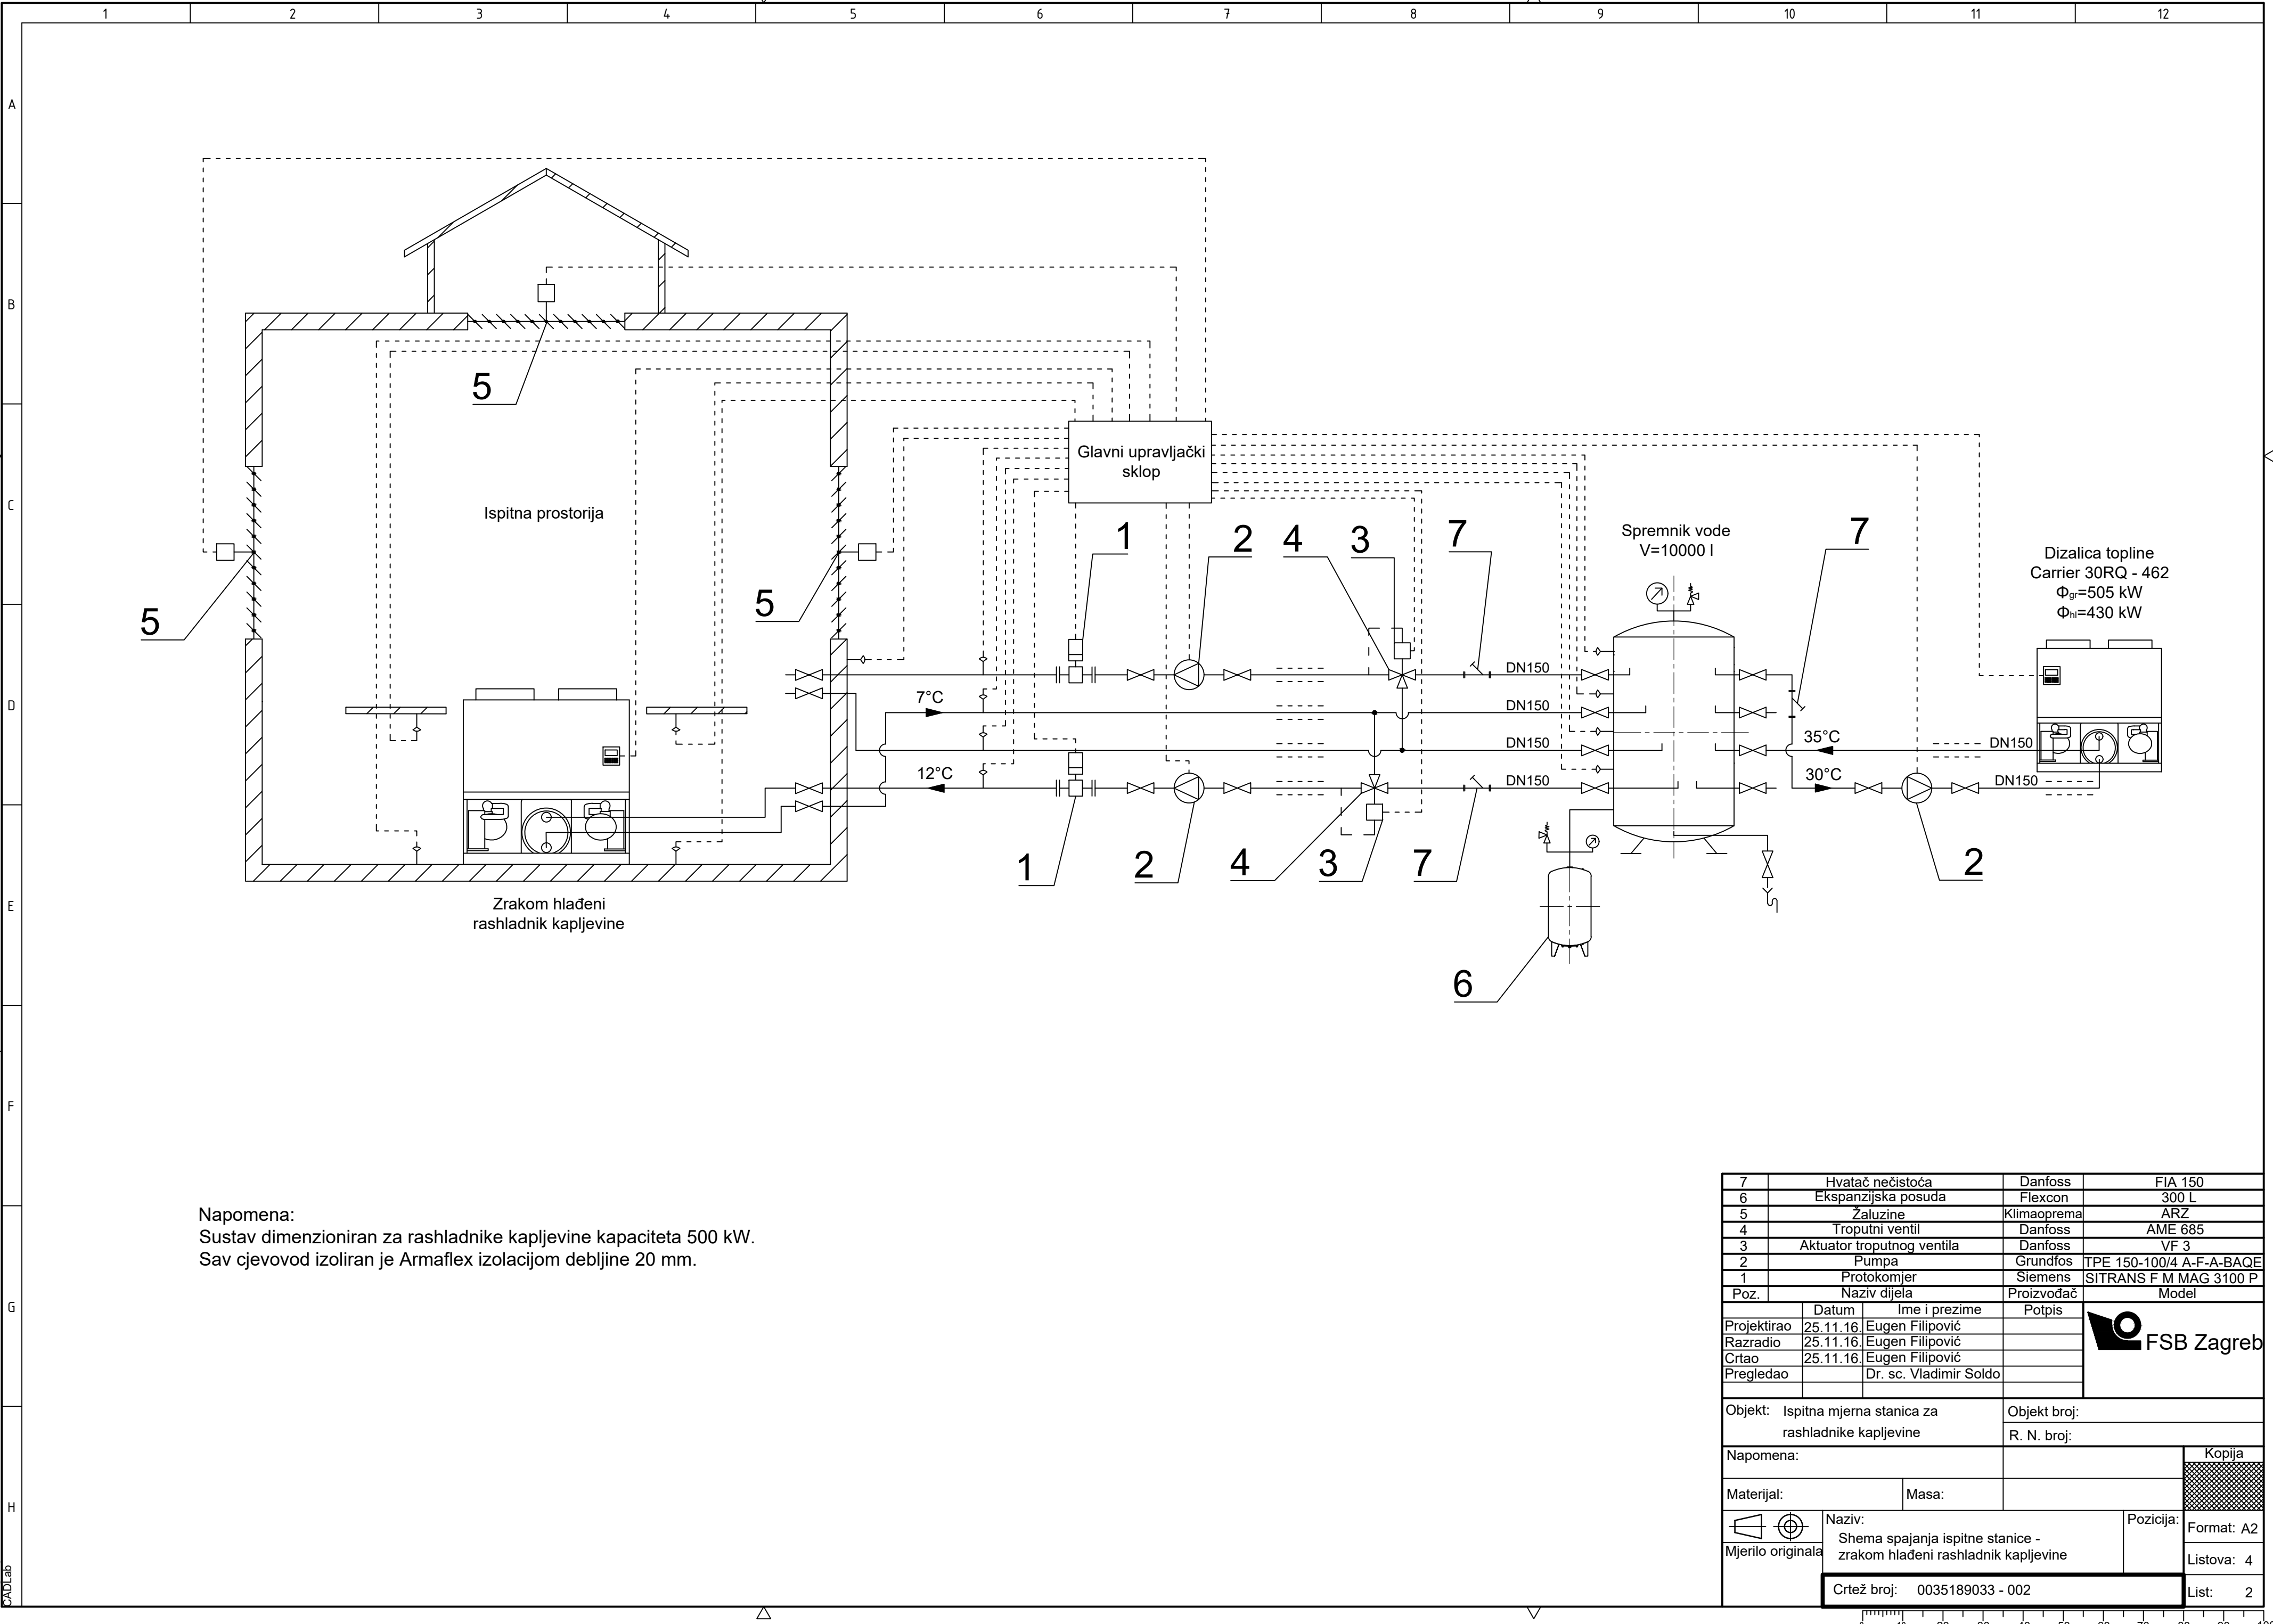 1 2 3 4 5 6 7 8 9 10 11 12
A
B
C
D
E
F
G
H
CADLab
5
Ispitna prostorija
Glavni upravljački
sklop
1
2
4
3
7
Spremnik vode
V=10000 l
7
Dizalica topline
Carrier 30RQ - 462
Φgr=505 kW
Φhl=430 kW
5
5
DN150
7°C
DN150
DN150
35°C
DN150
12°C
DN150
30°C
DN150
1
2
4
3
7
2
Zrakom hlađeni
rashladnik kapljevine
6
Napomena:
Sustav dimenzioniran za rashladnike kapljevine kapaciteta 500 kW.
Sav cjevovod izoliran je Armaflex izolacijom debljine 20 mm.
7 Hvatač nečistoća Danfoss FIA 150
6 Ekspanzijska posuda Flexcon 300 L
5 Žaluzine Klimaoprema ARZ
4 Troputni ventil Danfoss AME 685
3 Aktuator troputnog ventila Danfoss VF 3
2 Pumpa Grundfos TPE 150-100/4 A-F-A-BAQE
1 Protokomjer Siemens SITRANS F M MAG 3100 P
Poz. Naziv dijela Proizvođač Model
Datum Ime i prezime Potpis
Projektirao 25.11.16. Eugen Filipović
Razradio 25.11.16. Eugen Filipović
Crtao 25.11.16. Eugen Filipović
Pregledao Dr. sc. Vladimir Soldo
FSB Zagreb
Objekt: Ispitna mjerna stanica za
rashladnike kapljevine
Objekt broj:
R. N. broj:
Napomena:
Kopija
Materijal:
Masa:
Naziv:
Shema spajanja ispitne stanice -
zrakom hlađeni rashladnik kapljevine
Pozicija:
Format: A2
Mjerilo originala
Listova: 4
Crtež broj: 0035189033 - 002
List: 2